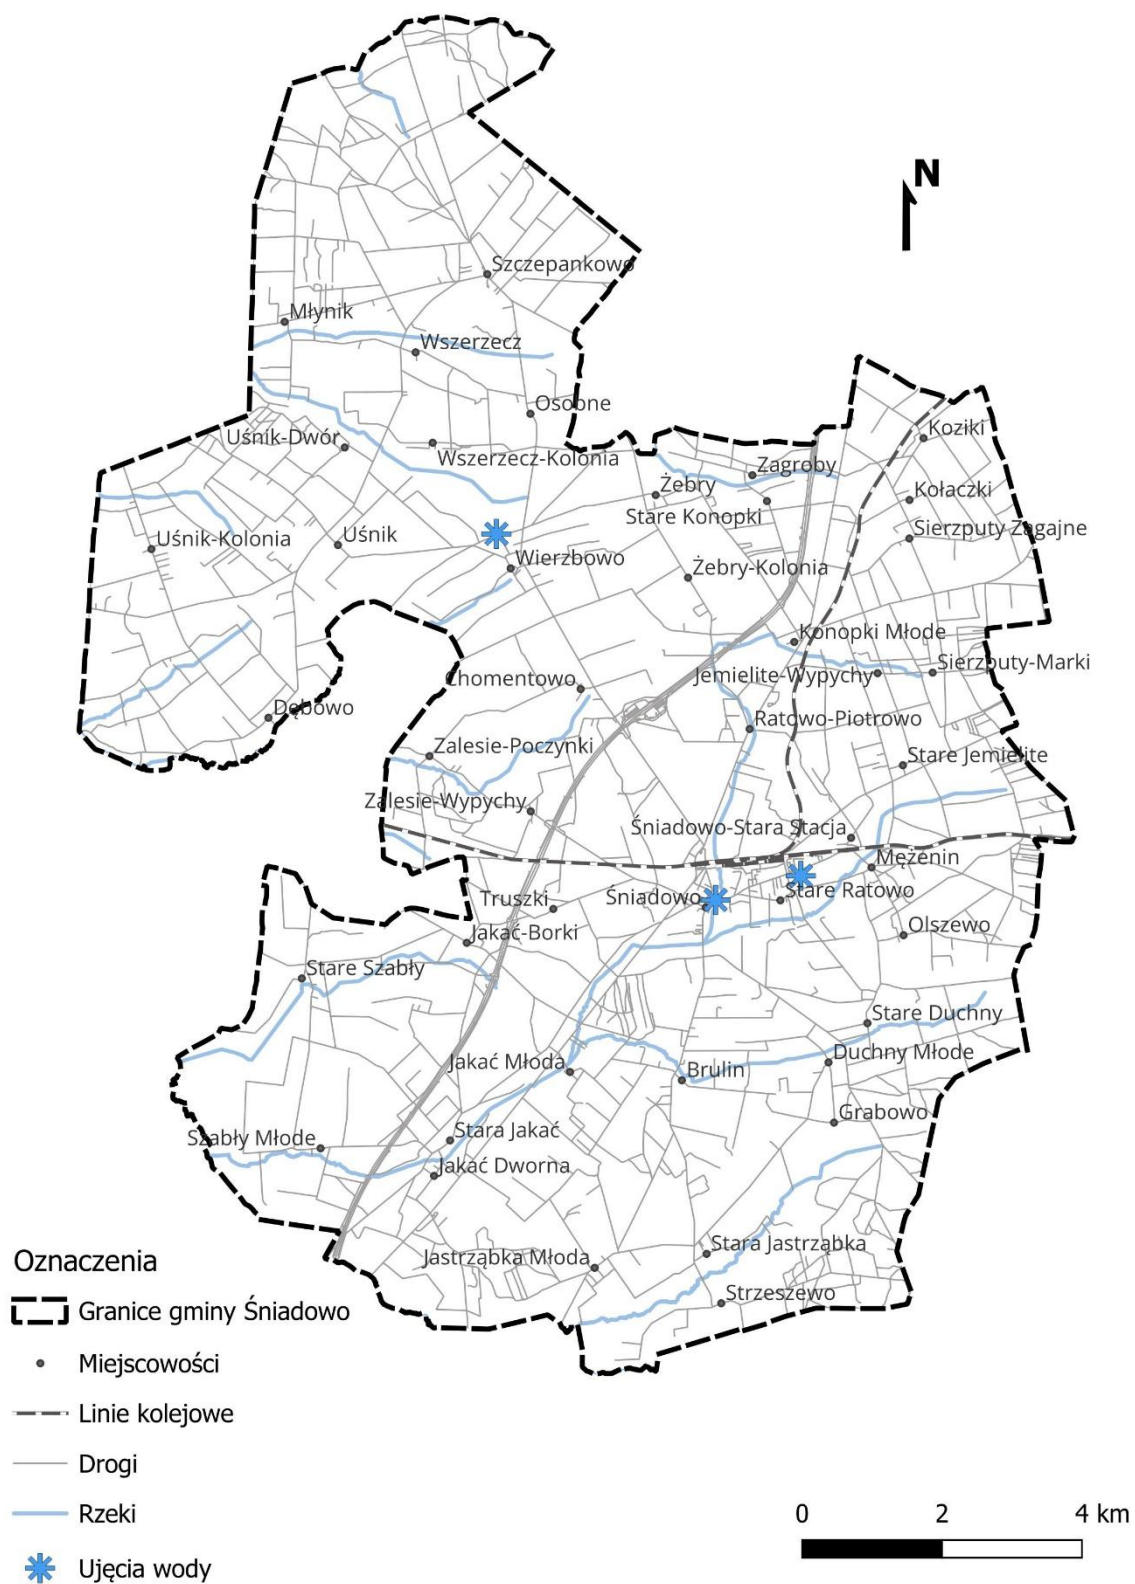 N
Szczepankowo
Młynik
Wszerzecz
Osobne
Koziki
Uśnik-Dwór
Wszerzecz-Kolonia
Zagroby
Żebry
Kołaczki
Stare Konopki
Sierzputy Zagajne
Uśnik-Kolonia
Uśnik
Wierzbowo
Żebry-Kolonia
Konopki Młode
Sierzputy-Marki
Jemielite-Wypychy
Chomentowo
Dębowo
Ratowo-Piotrowo
Zalesie-Poczynki
Stare Jemielite
Zalesie-Wypychy
Śniadowo-Stara Stacja
Mężenin
Truszki
Śniadowo
Stare Ratowo
Jakać-Borki
Olszewo
Stare Szabły
Stare Duchny
Duchny Młode
Jakać Młoda
Brulin
Grabowo
Stara Jakać
Szabły Młode
Jakać Dworna
Stara Jastrząbka
Jastrząbka Młoda
Strzeszewo
Oznaczenia
Granice gminy Śniadowo
Miejscowości
Linie kolejowe
Drogi
Rzeki
Ujęcia wody
0 2 4 km